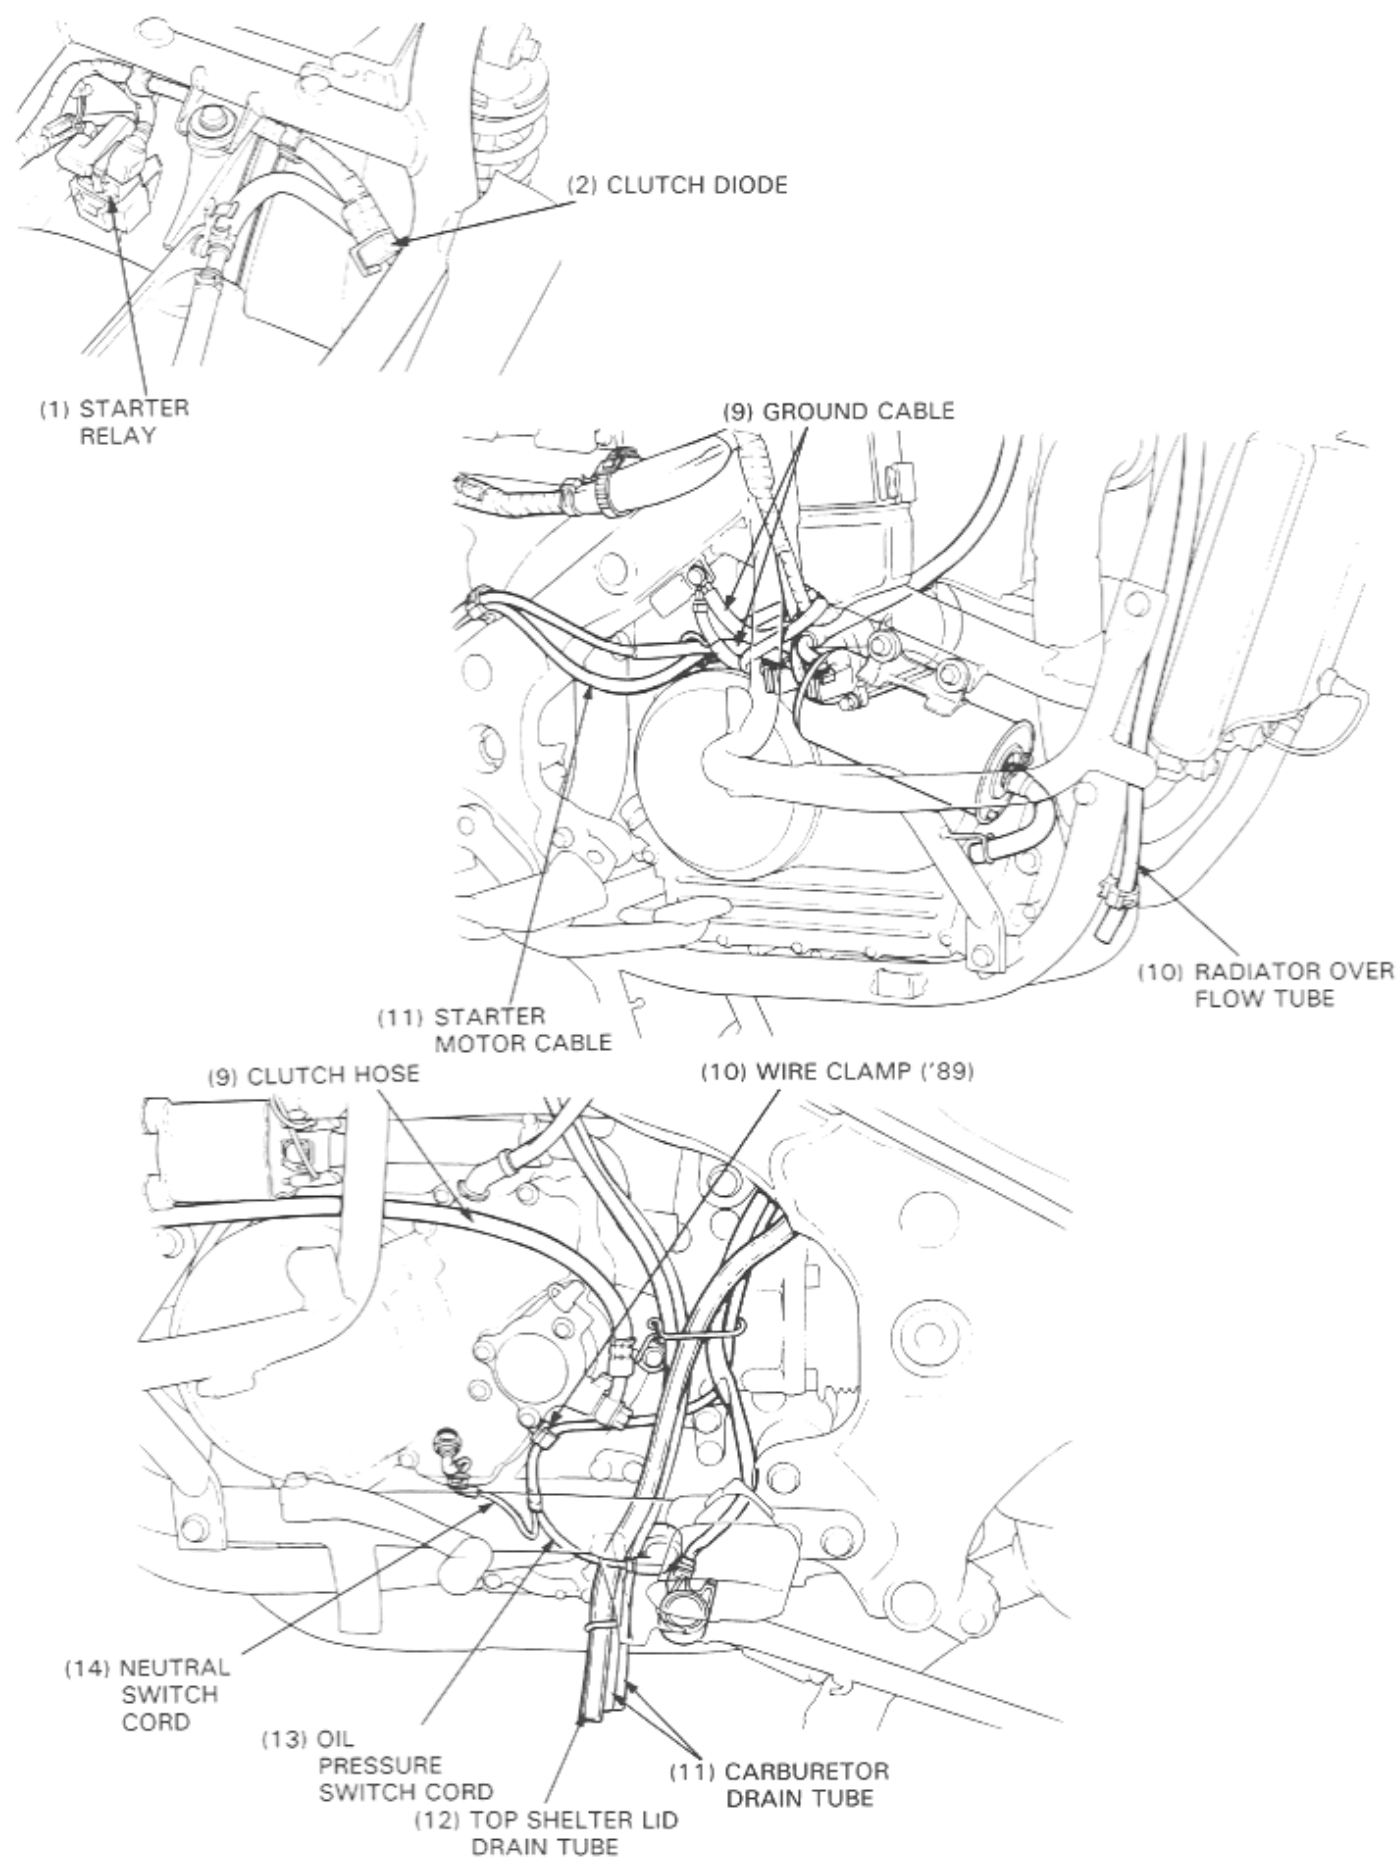 (2) CLUTCH DIODE
(1) STARTER
RELAY
(9) GROUND CABLE
(10) RADIATOR OVER
FLOW TUBE
(11) STARTER
MOTOR CABLE
(9) CLUTCH HOSE
(10) WIRE CLAMP ('89)
(14) NEUTRAL
SWITCH
CORD
(13) OIL
PRESSURE
SWITCH CORD
(11) CARBURETOR
DRAIN TUBE
(12) TOP SHELTER LID
DRAIN TUBE